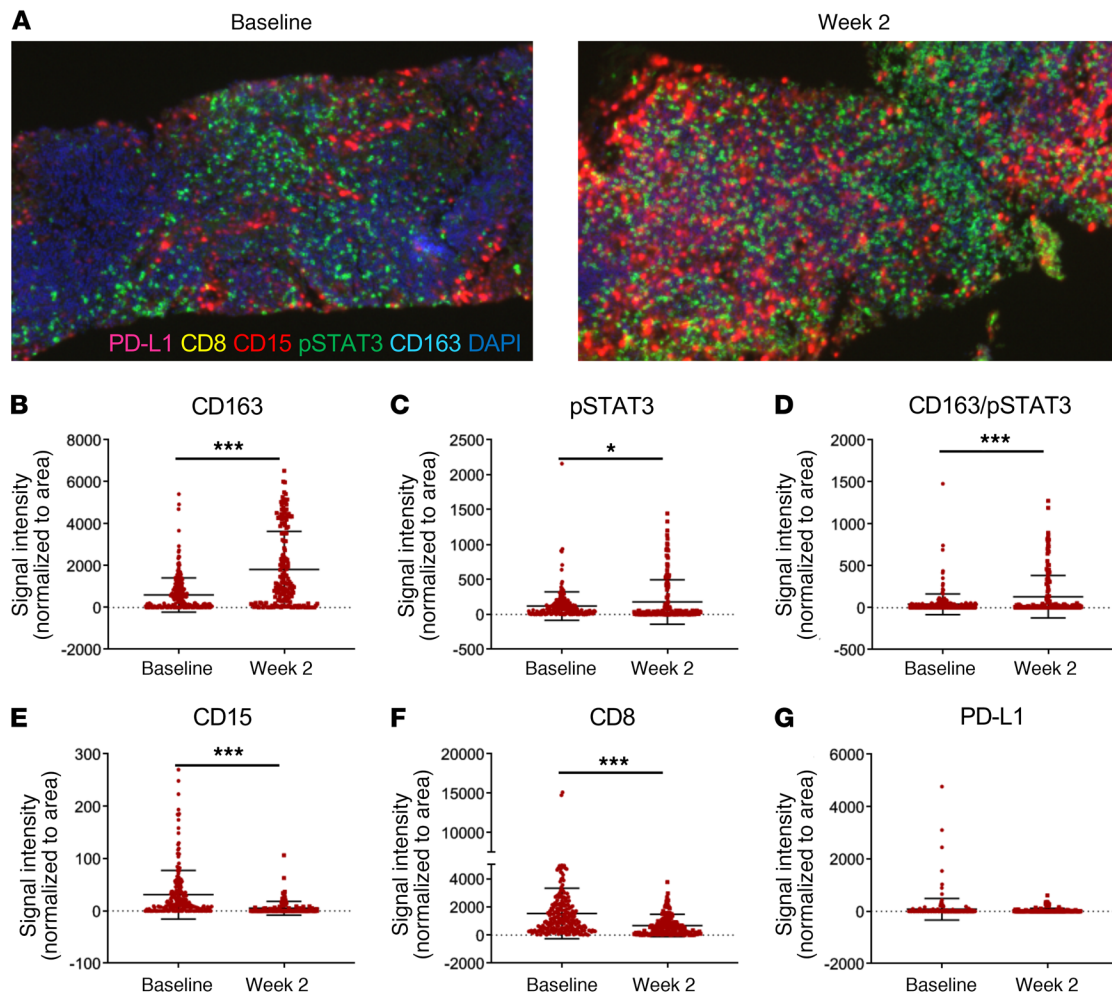 A
Baseline
Week 2
PD-L1 CD8 CD15 pSTAT3 CD163 DAPI
B
CD163
Signal intensity
(normalized to area)
8000
6000
4000
2000
0
-2000
***
Baseline
Week 2
C
pSTAT3
Signal intensity
(normalized to area)
2500
2000
1500
1000
500
0
-500
*
Baseline
Week 2
D
CD163/pSTAT3
Signal intensity
(normalized to area)
2000
1500
1000
500
0
-500
***
Baseline
Week 2
E
CD15
Signal intensity
(normalized to area)
300
200
100
0
-100
***
Baseline
Week 2
F
CD8
Signal intensity
(normalized to area)
20000
15000
10000
4000
2000
0
-2000
***
Baseline
Week 2
G
PD-L1
Signal intensity
(normalized to area)
6000
4000
2000
0
-2000
Baseline
Week 2